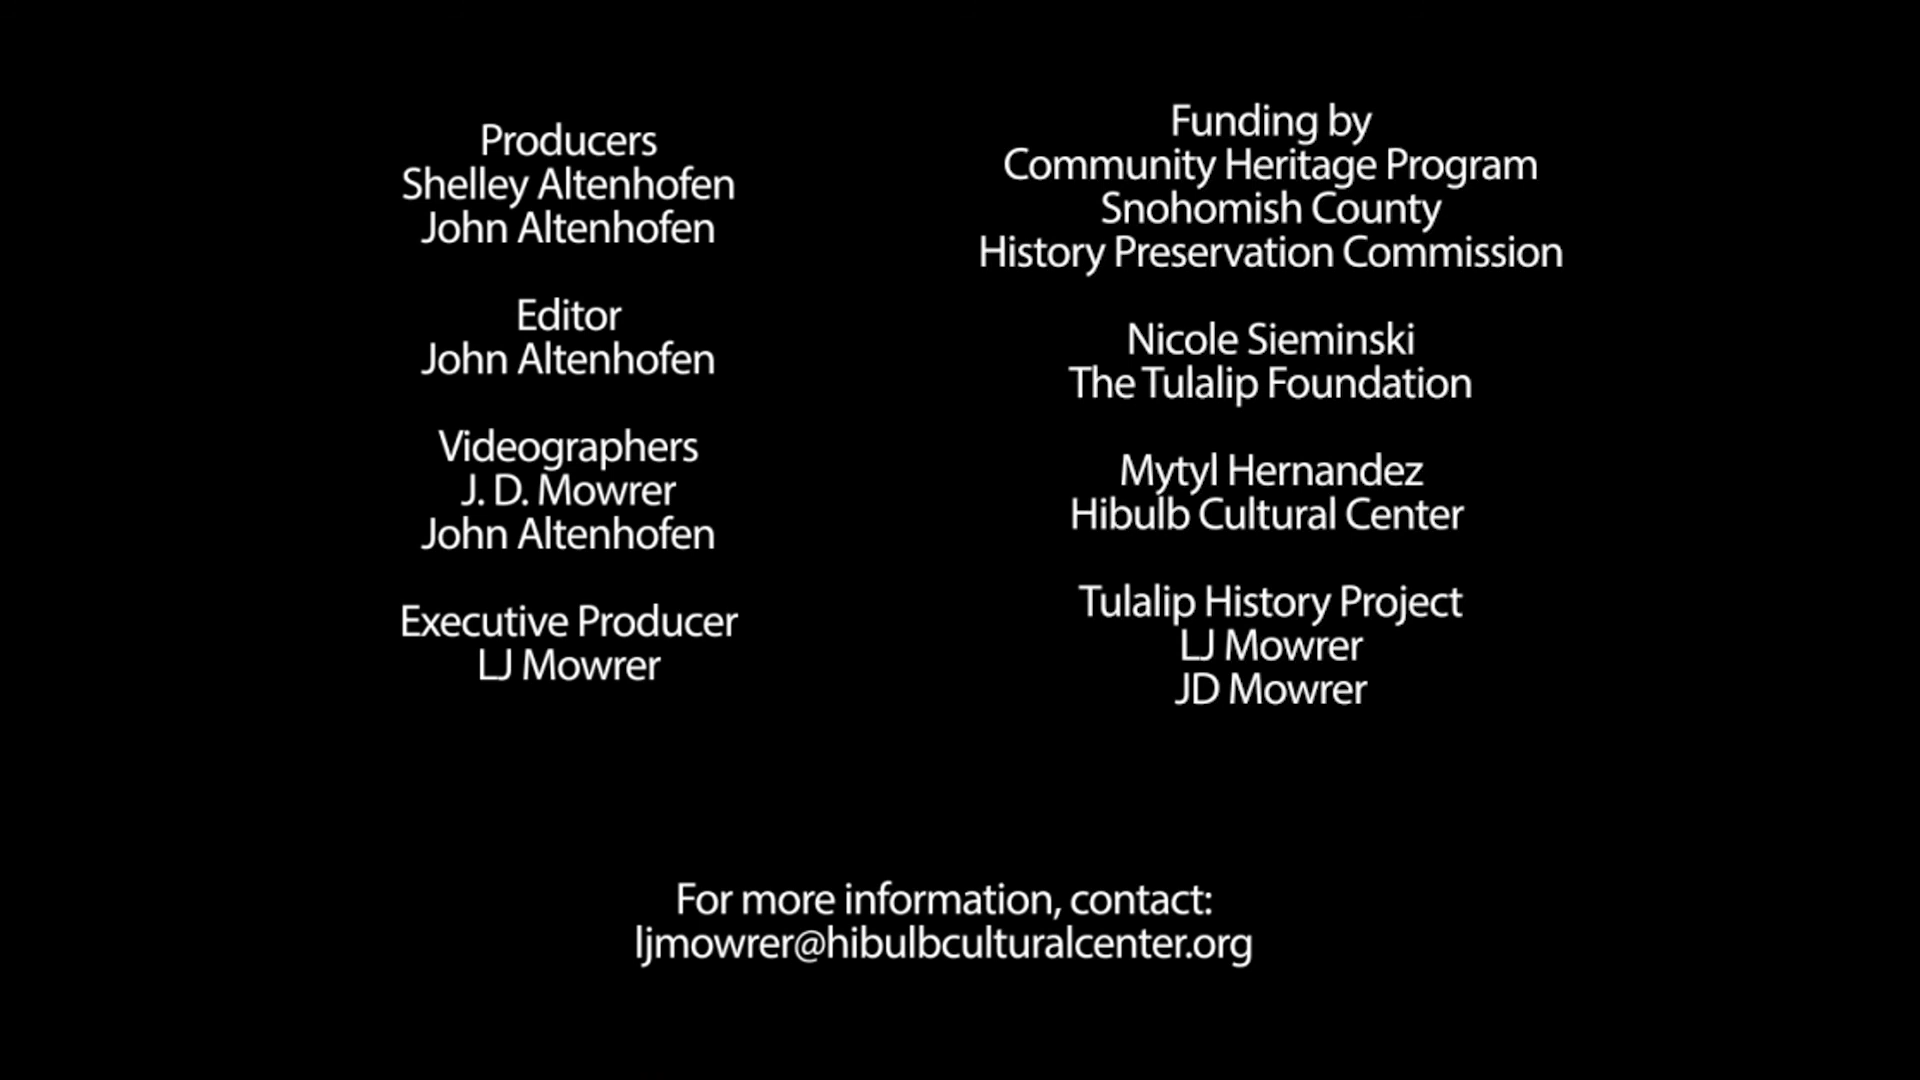 Producers
Shelley Altenhofen
John Altenhofen
Editor
John Altenhofen
Videographers
J. D. Mowrer
John Altenhofen
Executive Producer
LJ Mowrer
Funding by
Community Heritage Program
Snohomish County
History Preservation Commission
Nicole Sieminski
The Tulalip Foundation
Mytyl Hernandez
Hibulb Cultural Center
Tulalip History Project
LJ Mowrer
JD Mowrer
For more information, contact:
ljmowrer@hibulbculturalcenter.org